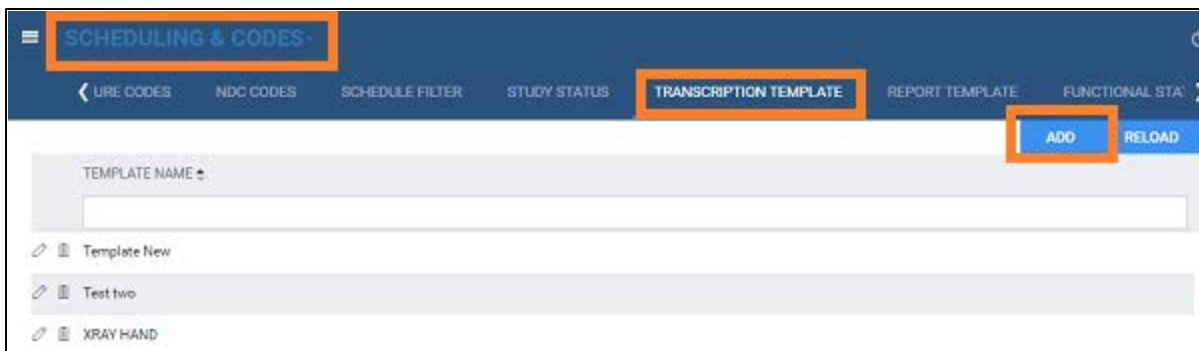 SCHEDULING & CODES
URE CODES NDC CODES SCHEDULE FILTER STUDY STATUS TRANSCRIPTION TEMPLATE REPORT TEMPLATE FUNCTIONAL STA
ADD RELOAD
TEMPLATE NAME
Template New
Test two
XRAY HAND